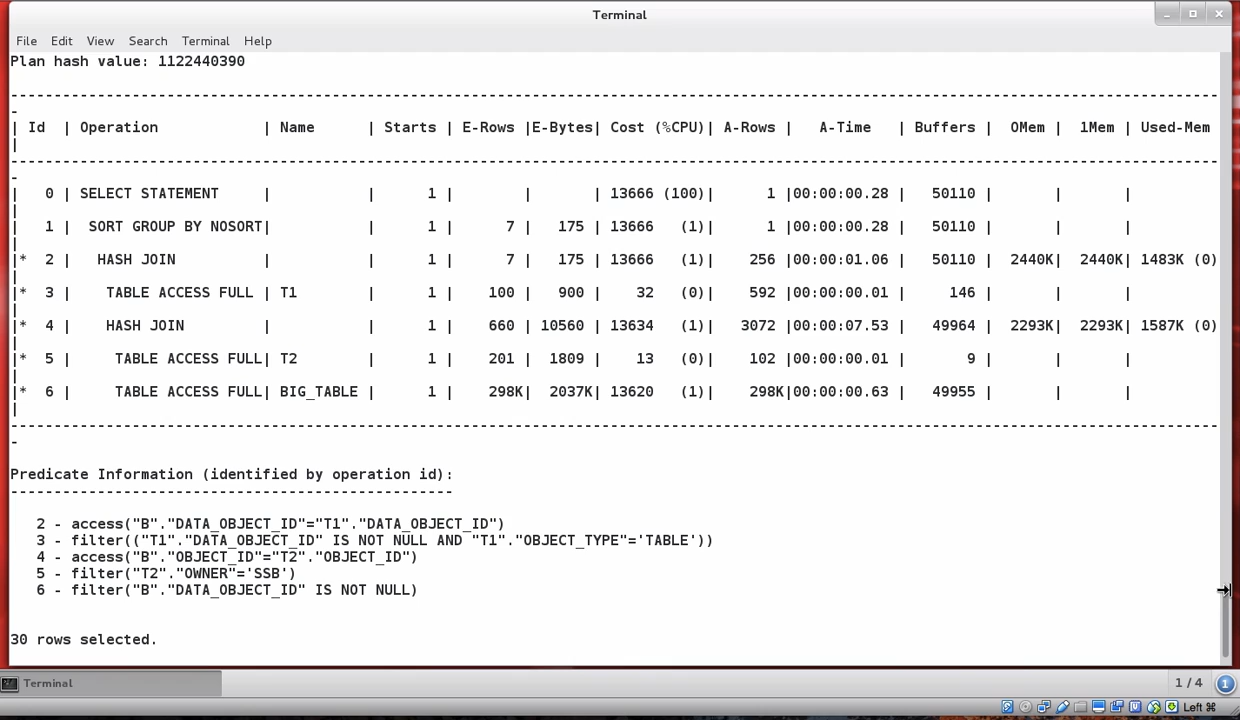 Terminal
File Edit View Search Terminal Help
Plan hash value: 1122440390
---------------------------------------------------------------------------------------------------------------------------------------
-
| Id  | Operation            | Name      | Starts | E-Rows |E-Bytes| Cost (%CPU)| A-Rows |   A-Time   | Buffers |  OMem |  1Mem | Used-Mem
|
---------------------------------------------------------------------------------------------------------------------------------------
-
|   0 | SELECT STATEMENT     |           |      1 |        |       | 13666 (100)|      1 |00:00:00.28 |   50110 |       |       |
|
|   1 |  SORT GROUP BY NOSORT|           |      1 |      7 |   175 | 13666   (1)|      1 |00:00:00.28 |   50110 |       |       |
|
|*  2 |   HASH JOIN          |           |      1 |      7 |   175 | 13666   (1)|    256 |00:00:01.06 |   50110 |  2440K|  2440K| 1483K (0)
|
|*  3 |    TABLE ACCESS FULL | T1        |      1 |    100 |   900 |    32   (0)|    592 |00:00:00.01 |     146 |       |       |
|
|*  4 |    HASH JOIN         |           |      1 |    660 | 10560 | 13634   (1)|   3072 |00:00:07.53 |   49964 |  2293K|  2293K| 1587K (0)
|
|*  5 |     TABLE ACCESS FULL| T2        |      1 |    201 |  1809 |    13   (0)|    102 |00:00:00.01 |       9 |       |       |
|
|*  6 |     TABLE ACCESS FULL| BIG_TABLE |      1 |   298K|  2037K| 13620   (1)|   298K|00:00:00.63 |   49955 |       |       |
|
---------------------------------------------------------------------------------------------------------------------------------------
-
Predicate Information (identified by operation id):
---------------------------------------------------
2 - access("B"."DATA_OBJECT_ID"="T1"."DATA_OBJECT_ID")
3 - filter(("T1"."DATA_OBJECT_ID" IS NOT NULL AND "T1"."OBJECT_TYPE"='TABLE'))
4 - access("B"."OBJECT_ID"="T2"."OBJECT_ID")
5 - filter("T2"."OWNER"='SSB')
6 - filter("B"."DATA_OBJECT_ID" IS NOT NULL)
30 rows selected.
Terminal
1 / 4
1
Left ⌘